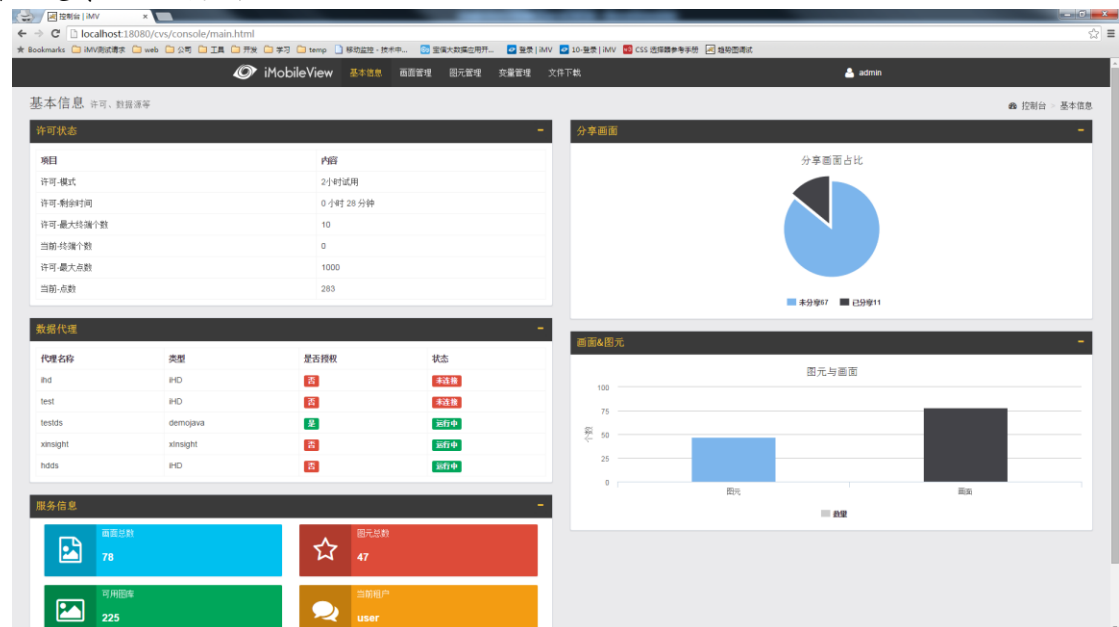 控制台 | iMV
localhost:18080/cvs/console/main.html
Bookmarks iMV测试请求 web 公司 工具 开发 学习 temp 移动监控 - 技术中... 宝信大数据应用开... 登录 | iMV 10-登录 | iMV CSS 选择器参考手册 趋势图调试
iMobileView 基本信息 画面管理 图元管理 变量管理 文件下载 admin
基本信息 许可、数据源等
控制台 > 基本信息
许可状态
项目 内容
许可-模式 2小时试用
许可-剩余时间 0 小时 28 分钟
许可-最大终端个数 10
当前-终端个数 0
许可-最大点数 1000
当前-点数 283
数据代理
代理名称 类型 是否授权 状态
ihd iHD 否 未连接
test iHD 否 未连接
testds demojava 是 运行中
xinsight xInsight 否 运行中
hdds iHD 否 运行中
服务信息
画面总数
78
图元总数
47
可用图库
225
当前租户
user
分享画面
分享画面占比
未分享67 已分享11
画面&图元
图元与画面
个数
100
75
50
25
0
图元 画面
数量